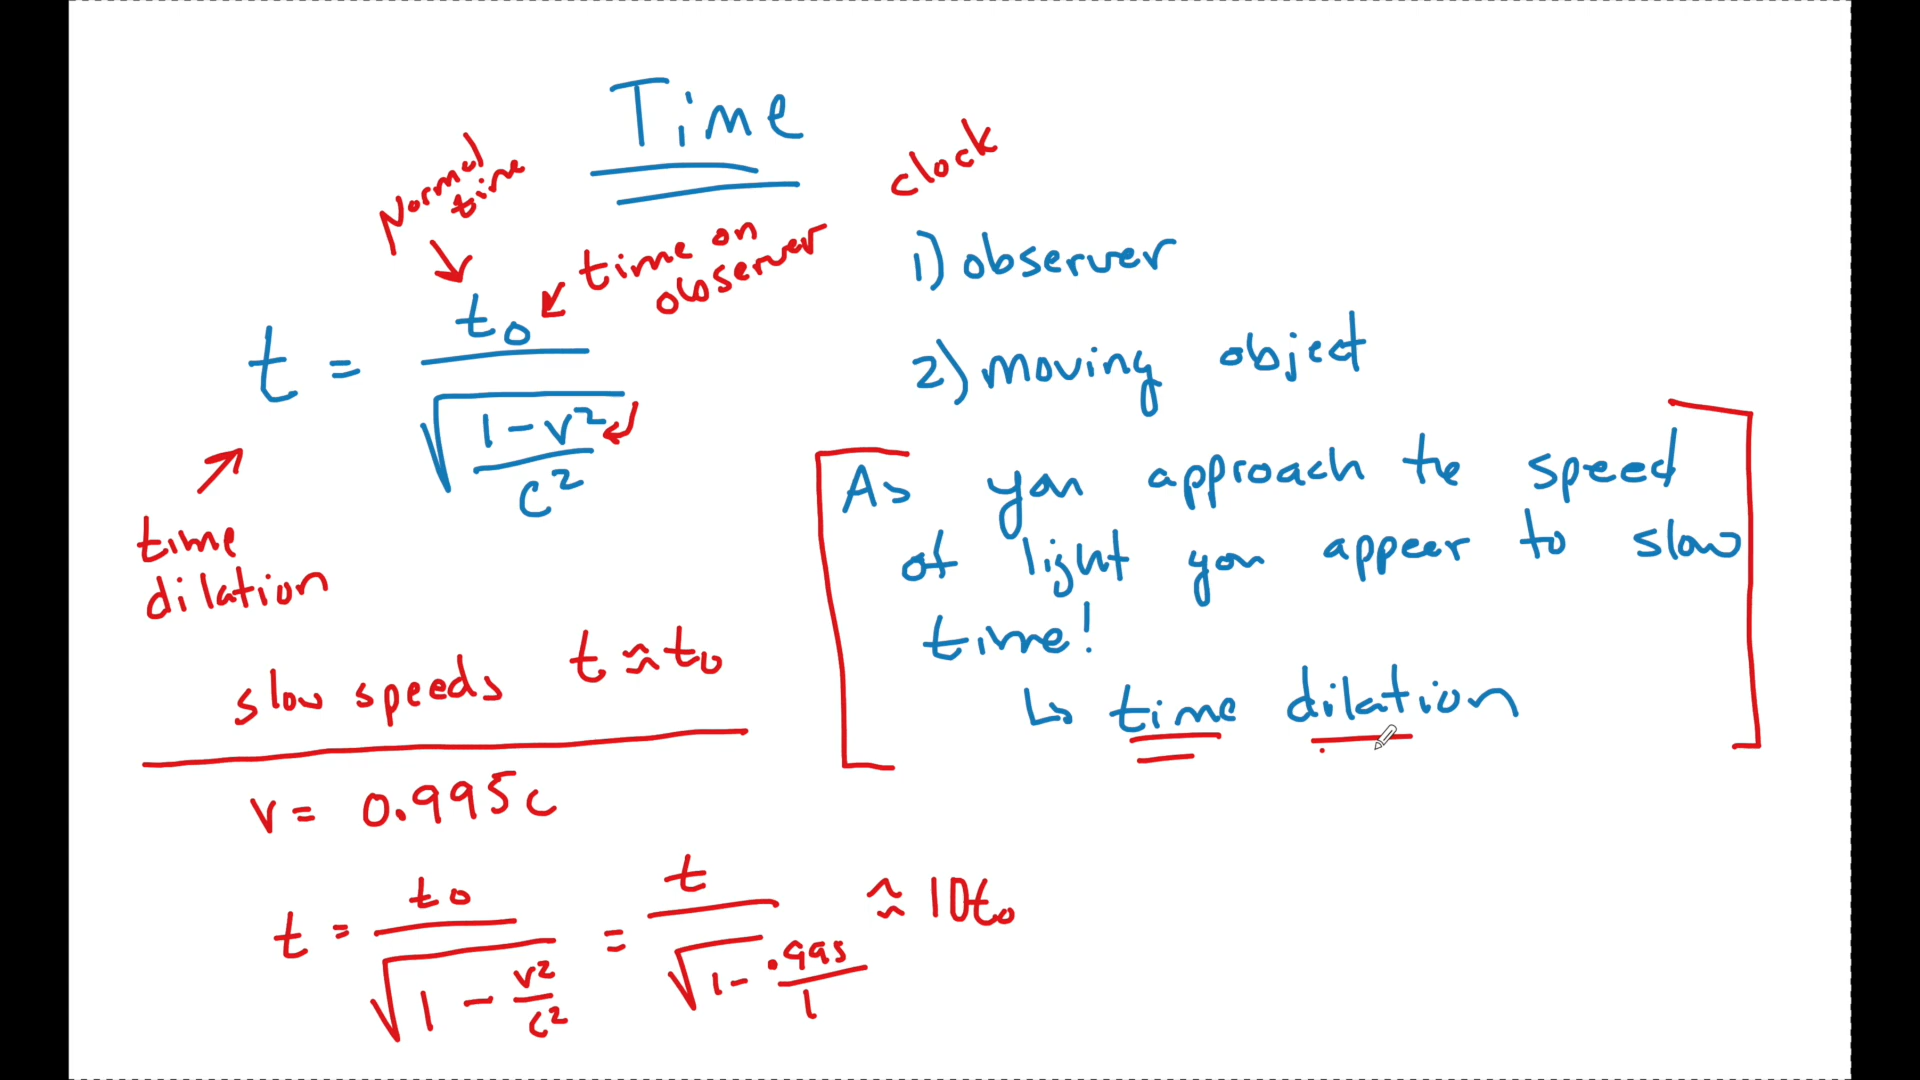 Time
Normal
time
time on
observer
t = t₀ / √((1 - v²) / c²)
time
dilation
slow speeds t ≈ t₀
v = 0.995c
t = t₀ / √(1 - v²/c²) = t / √(1 - .995/1) ≈ 10t₀
clock
1) observer
2) moving object
As you approach the speed
of light you appear to slow
time!
↳ time dilation